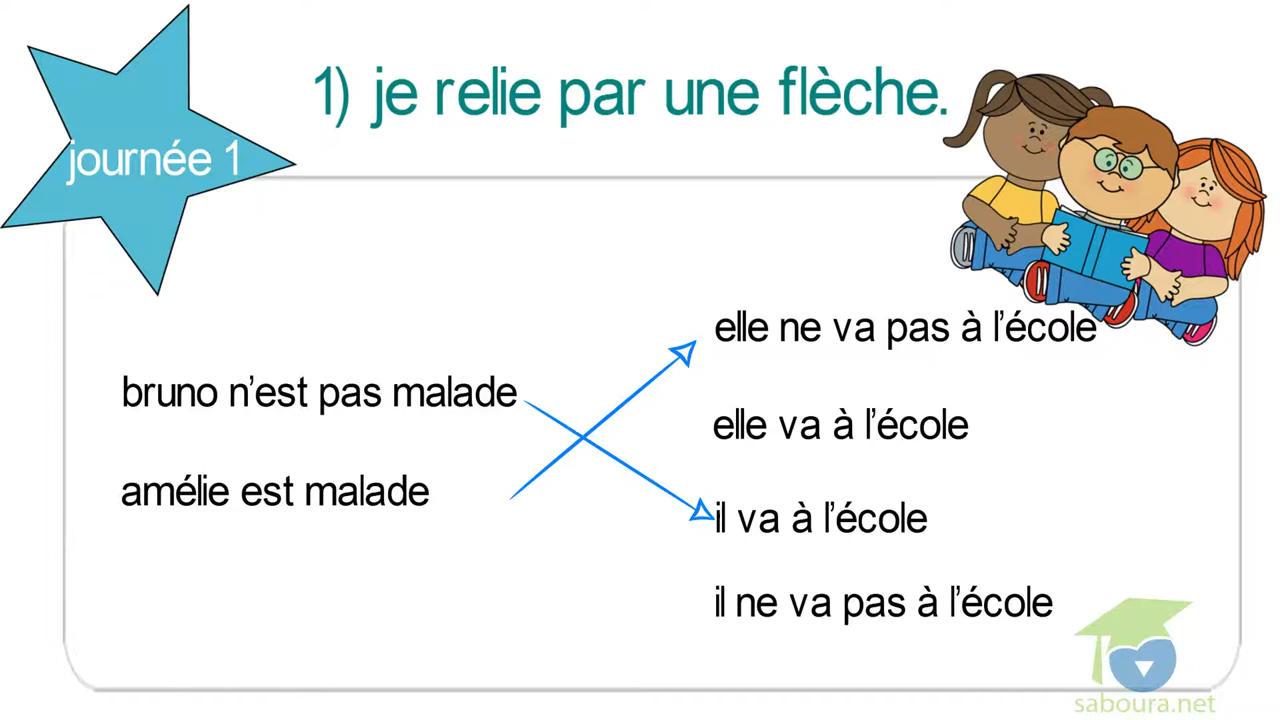 1) je relie par une flèche.
journée 1
bruno n'est pas malade
amélie est malade
elle ne va pas à l'école
elle va à l'école
il va à l'école
il ne va pas à l'école
saboura.net